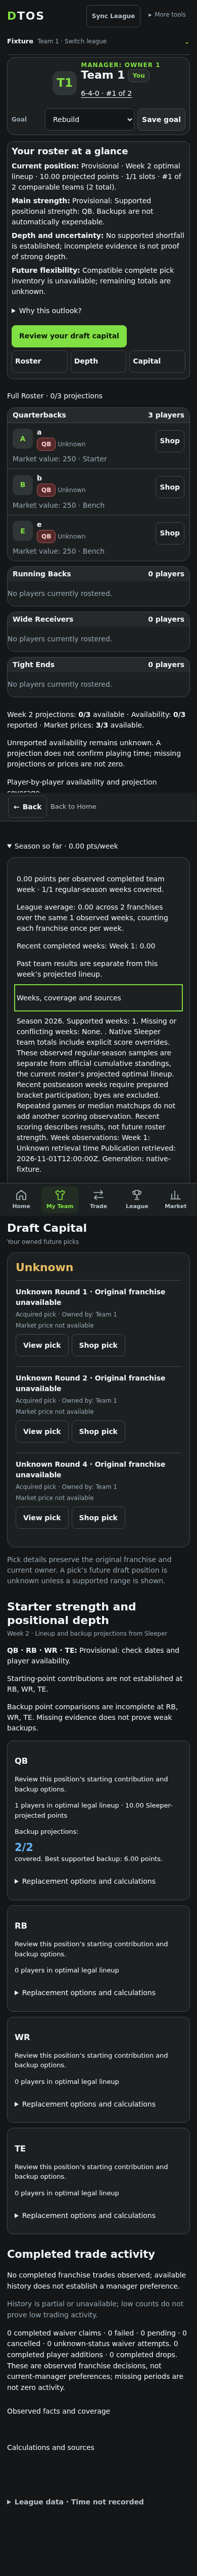 DTOS
Sync League
▸ More tools
Fixture Team 1 · Switch league
MANAGER: OWNER 1
T1
Team 1 You
6-4-0 · #1 of 2
Goal
Rebuild
Save goal
Your roster at a glance
Current position: Provisional · Week 2 optimal
lineup · 10.00 projected points · 1/1 slots · #1 of
2 comparable teams (2 total).
Main strength: Provisional: Supported
positional strength: QB. Backups are not
automatically expendable.
Depth and uncertainty: No supported shortfall
is established; incomplete evidence is not proof
of strong depth.
Future flexibility: Compatible complete pick
inventory is unavailable; remaining totals are
unknown.
▸ Why this outlook?
Review your draft capital
Roster
Depth
Capital
Full Roster · 0/3 projections
Quarterbacks 3 players
A
a
QB Unknown
Shop
Market value: 250 · Starter
B
b
QB Unknown
Shop
Market value: 250 · Bench
E
e
QB Unknown
Shop
Market value: 250 · Bench
Running Backs 0 players
No players currently rostered.
Wide Receivers 0 players
No players currently rostered.
Tight Ends 0 players
No players currently rostered.
Week 2 projections: 0/3 available · Availability: 0/3
reported · Market prices: 3/3 available.
Unreported availability remains unknown. A
projection does not confirm playing time; missing
projections or prices are not zero.
Player-by-player availability and projection
← Back
Back to Home
▾ Season so far · 0.00 pts/week
0.00 points per observed completed team
week · 1/1 regular-season weeks covered.
League average: 0.00 across 2 franchises
over the same 1 observed weeks, counting
each franchise once per week.
Recent completed weeks: Week 1: 0.00
Past team results are separate from this
week's projected lineup.
Weeks, coverage and sources
Season 2026. Supported weeks: 1. Missing or
conflicting weeks: None. . Native Sleeper
team totals include explicit score overrides.
These observed regular-season samples are
separate from official cumulative standings,
the current roster's projected optimal lineup.
Recent postseason weeks require prepared
bracket participation; byes are excluded.
Repeated games or median matchups do not
add another scoring observation. Recent
scoring describes results, not future roster
strength. Week observations: Week 1:
Unknown retrieval time Publication retrieved:
2026-11-01T12:00:00Z. Generation: native-
fixture.
Home
My Team
Trade
League
Market
Draft Capital
Your owned future picks
Unknown
Unknown Round 1 · Original franchise
unavailable
Acquired pick · Owned by: Team 1
Market price not available
View pick
Shop pick
Unknown Round 2 · Original franchise
unavailable
Acquired pick · Owned by: Team 1
Market price not available
View pick
Shop pick
Unknown Round 4 · Original franchise
unavailable
Acquired pick · Owned by: Team 1
Market price not available
View pick
Shop pick
Pick details preserve the original franchise and
current owner. A pick's future draft position is
unknown unless a supported range is shown.
Starter strength and
positional depth
Week 2 · Lineup and backup projections from Sleeper
QB · RB · WR · TE: Provisional: check dates and
player availability.
Starting-point contributions are not established at
RB, WR, TE.
Backup point comparisons are incomplete at RB,
WR, TE. Missing evidence does not prove weak
backups.
QB
Review this position's starting contribution and
backup options.
1 players in optimal legal lineup · 10.00 Sleeper-
projected points
Backup projections:
2/2
covered. Best supported backup: 6.00 points.
▸ Replacement options and calculations
RB
Review this position's starting contribution and
backup options.
0 players in optimal legal lineup
▸ Replacement options and calculations
WR
Review this position's starting contribution and
backup options.
0 players in optimal legal lineup
▸ Replacement options and calculations
TE
Review this position's starting contribution and
backup options.
0 players in optimal legal lineup
▸ Replacement options and calculations
Completed trade activity
No completed franchise trades observed; available
history does not establish a manager preference.
History is partial or unavailable; low counts do not
prove low trading activity.
0 completed waiver claims · 0 failed · 0 pending · 0
cancelled · 0 unknown-status waiver attempts. 0
completed player additions · 0 completed drops.
These are observed franchise decisions, not
current-manager preferences; missing periods are
not zero activity.
Observed facts and coverage
Calculations and sources
▸ League data · Time not recorded